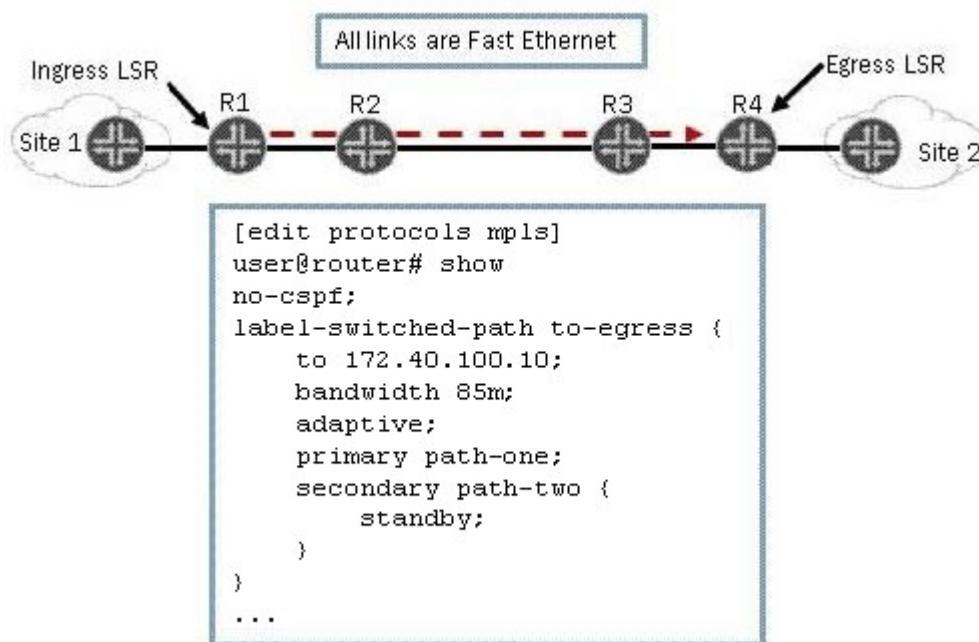 All links are Fast Ethernet
Ingress LSR
Egress LSR
R1
R2
R3
R4
Site 1
Site 2
[edit protocols mpls]
user@router# show
no-cspf;
label-switched-path to-egress {
    to 172.40.100.10;
    bandwidth 85m;
    adaptive;
    primary path-one;
    secondary path-two {
        standby;
    }
}
...